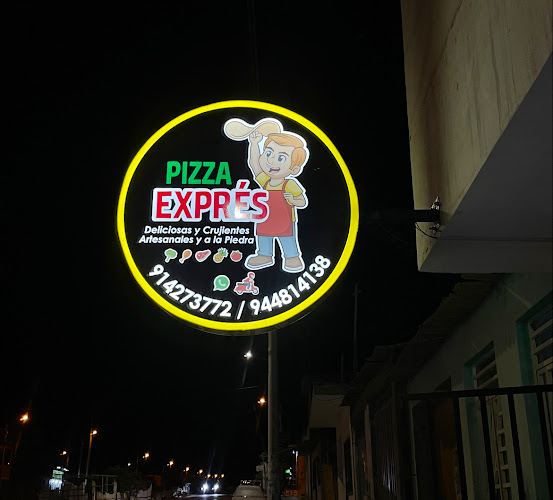 PIZZA
EXPRÉS
Deliciosas y Crujientes
Artesanales y a la Piedra
914273772 / 944814138